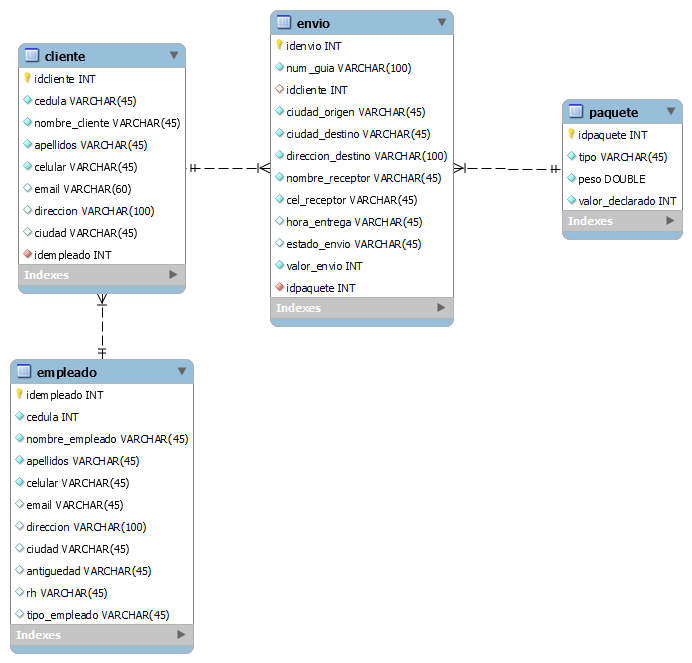 cliente
idcliente INT
cedula VARCHAR(45)
nombre_cliente VARCHAR(45)
apellidos VARCHAR(45)
celular VARCHAR(45)
email VARCHAR(60)
direccion VARCHAR(100)
ciudad VARCHAR(45)
idempleado INT
Indexes
envio
idenvio INT
num_guia VARCHAR(100)
idcliente INT
ciudad_origen VARCHAR(45)
ciudad_destino VARCHAR(45)
direccion_destino VARCHAR(100)
nombre_receptor VARCHAR(45)
cel_receptor VARCHAR(45)
hora_entrega VARCHAR(45)
estado_envio VARCHAR(45)
valor_envio INT
idpaquete INT
Indexes
paquete
idpaquete INT
tipo VARCHAR(45)
peso DOUBLE
valor_declarado INT
Indexes
empleado
idempleado INT
cedula INT
nombre_empleado VARCHAR(45)
apellidos VARCHAR(45)
celular VARCHAR(45)
email VARCHAR(45)
direccion VARCHAR(100)
ciudad VARCHAR(45)
antiguedad VARCHAR(45)
rh VARCHAR(45)
tipo_empleado VARCHAR(45)
Indexes